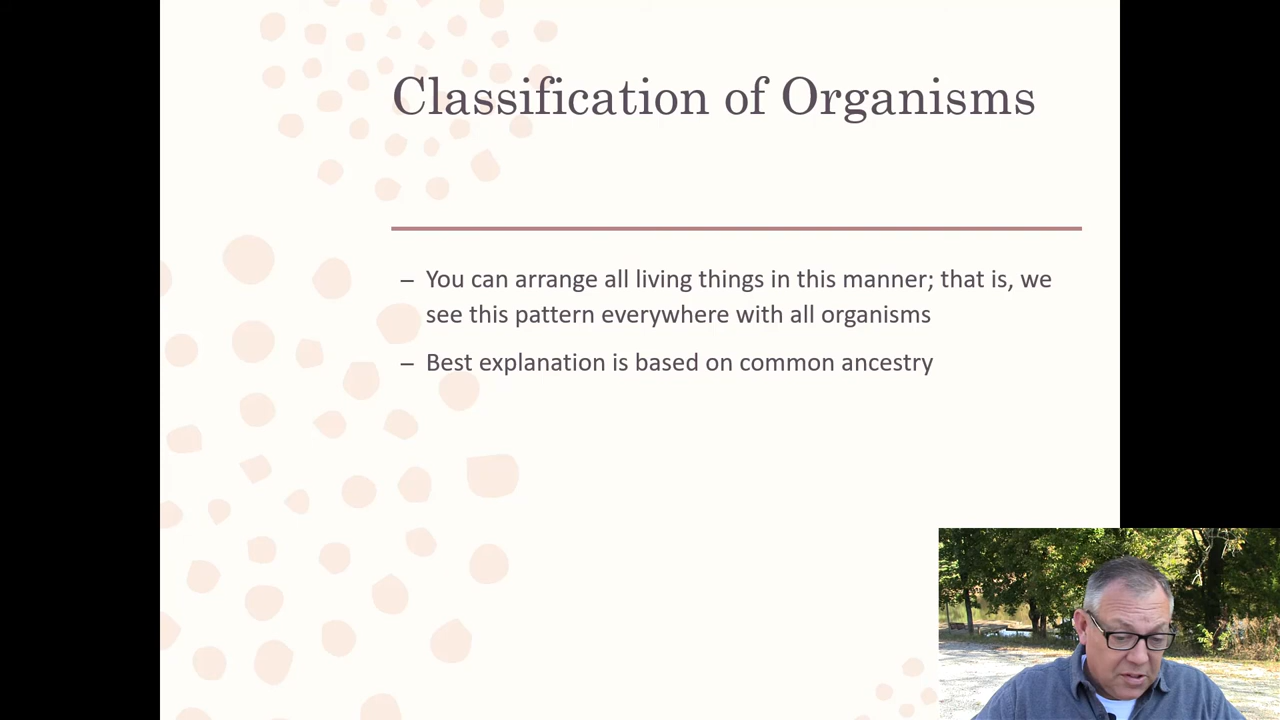 Classification of Organisms
– You can arrange all living things in this manner; that is, we
see this pattern everywhere with all organisms
– Best explanation is based on common ancestry